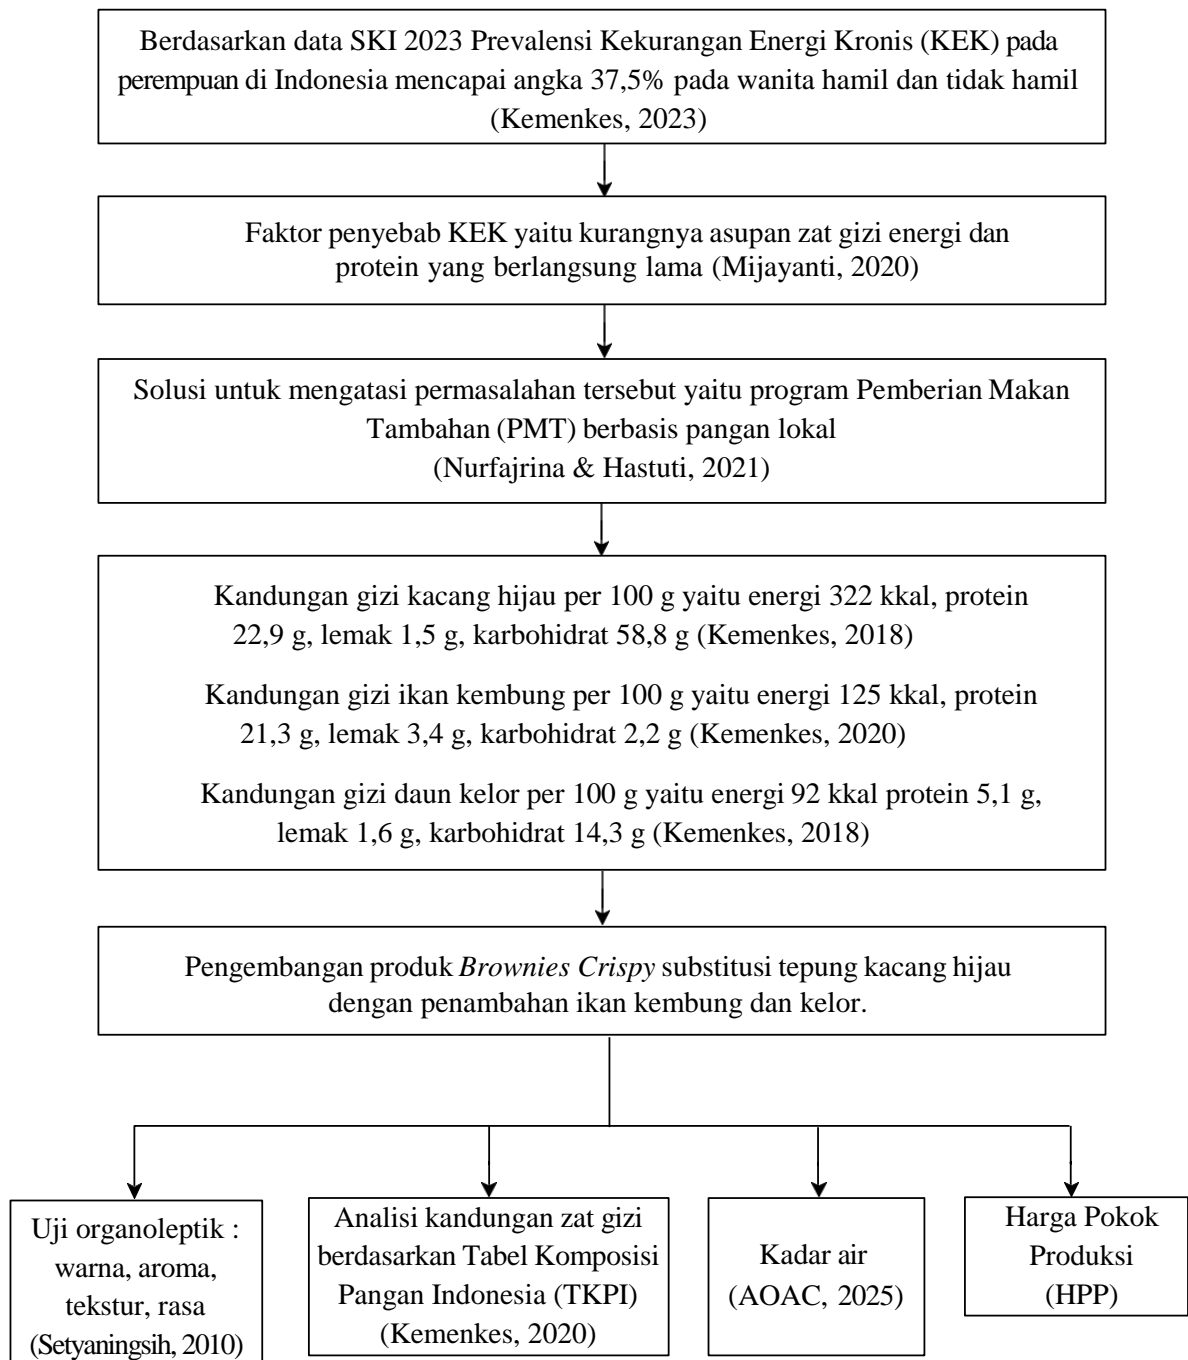 Berdasarkan data SKI 2023 Prevalensi Kekurangan Energi Kronis (KEK) pada
perempuan di Indonesia mencapai angka 37,5% pada wanita hamil dan tidak hamil
(Kemenkes, 2023)
Faktor penyebab KEK yaitu kurangnya asupan zat gizi energi dan
protein yang berlangsung lama (Mijayanti, 2020)
Solusi untuk mengatasi permasalahan tersebut yaitu program Pemberian Makan
Tambahan (PMT) berbasis pangan lokal
(Nurfajrina & Hastuti, 2021)
Kandungan gizi kacang hijau per 100 g yaitu energi 322 kkal, protein
22,9 g, lemak 1,5 g, karbohidrat 58,8 g (Kemenkes, 2018)
Kandungan gizi ikan kembung per 100 g yaitu energi 125 kkal, protein
21,3 g, lemak 3,4 g, karbohidrat 2,2 g (Kemenkes, 2020)
Kandungan gizi daun kelor per 100 g yaitu energi 92 kkal protein 5,1 g,
lemak 1,6 g, karbohidrat 14,3 g (Kemenkes, 2018)
Pengembangan produk Brownies Crispy substitusi tepung kacang hijau
dengan penambahan ikan kembung dan kelor.
Uji organoleptik :
warna, aroma,
tekstur, rasa
(Setyaningsih, 2010)
Analisi kandungan zat gizi
berdasarkan Tabel Komposisi
Pangan Indonesia (TKPI)
(Kemenkes, 2020)
Kadar air
(AOAC, 2025)
Harga Pokok
Produksi
(HPP)